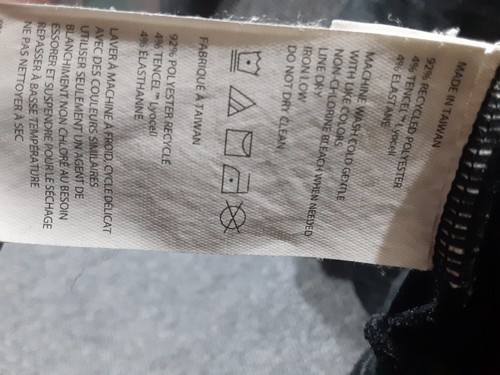 MADE IN TAIWAN
92% RECYCLED POLYESTER
4% TENCEL™ Lyocell
4% ELASTANE
MACHINE WASH COLD GENTLE
WITH LIKE COLORS
NON-CHLORINE BLEACH WHEN NEEDED
LINE DRY
IRON LOW
DO NOT DRY CLEAN
FABRIQUÉ À TAIWAN
92% POLYESTER RECYCLÉ
4% TENCEL™ Lyocell
4% ÉLASTHANNE
LAVER À MACHINE À FROID, CYCLE DÉLICAT
AVEC DES COULEURS SIMILAIRES
UTILISER SEULEMENT UN AGENT DE
BLANCHIMENT NON CHLORÉ AU BESOIN
ESSORER ET SUSPENDRE POUR LE SÉCHAGE
REPASSER À BASSE TEMPÉRATURE
NE PAS NETTOYER À SEC